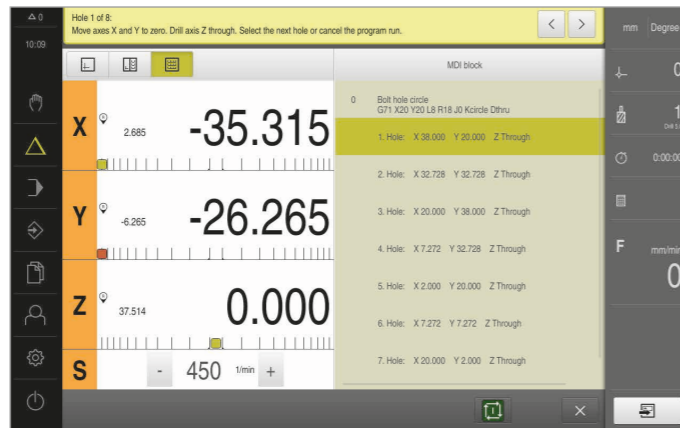 0
Hole 1 of 8:
Move axes X and Y to zero. Drill axis Z through. Select the next hole or cancel the program run.
mm Degree
10:09
MDI block
X 2.685 -35.315
0 Bolt hole circle
G71 X20 Y20 L8 R18 J0 Kcircle Dthru
1. Hole: X 38.000 Y 20.000 Z Through
2. Hole: X 32.728 Y 32.728 Z Through
Y -6.265 -26.265
3. Hole: X 20.000 Y 38.000 Z Through
4. Hole: X 7.272 Y 32.728 Z Through
Z 37.514 0.000
5. Hole: X 2.000 Y 20.000 Z Through
6. Hole: X 7.272 Y 7.272 Z Through
7. Hole: X 20.000 Y 2.000 Z Through
S - 450 1/min +
0
1
0:00:00
F mm/min
0